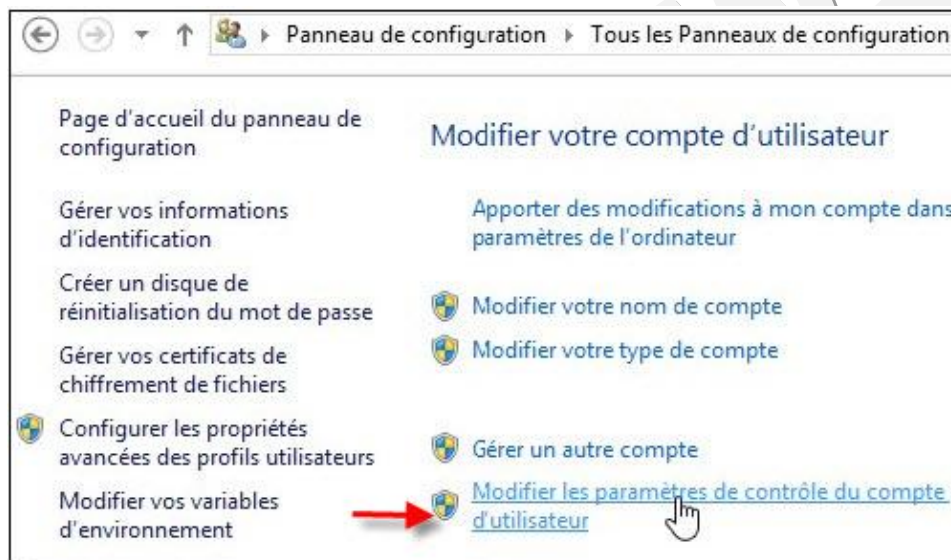 Panneau de configuration Tous les Panneaux de configuration
Page d'accueil du panneau de
configuration
Gérer vos informations
d'identification
Créer un disque de
réinitialisation du mot de passe
Gérer vos certificats de
chiffrement de fichiers
Configurer les propriétés
avancées des profils utilisateurs
Modifier vos variables
d'environnement
Modifier votre compte d'utilisateur
Apporter des modifications à mon compte dans
paramètres de l'ordinateur
Modifier votre nom de compte
Modifier votre type de compte
Gérer un autre compte
Modifier les paramètres de contrôle du compte
d'utilisateur